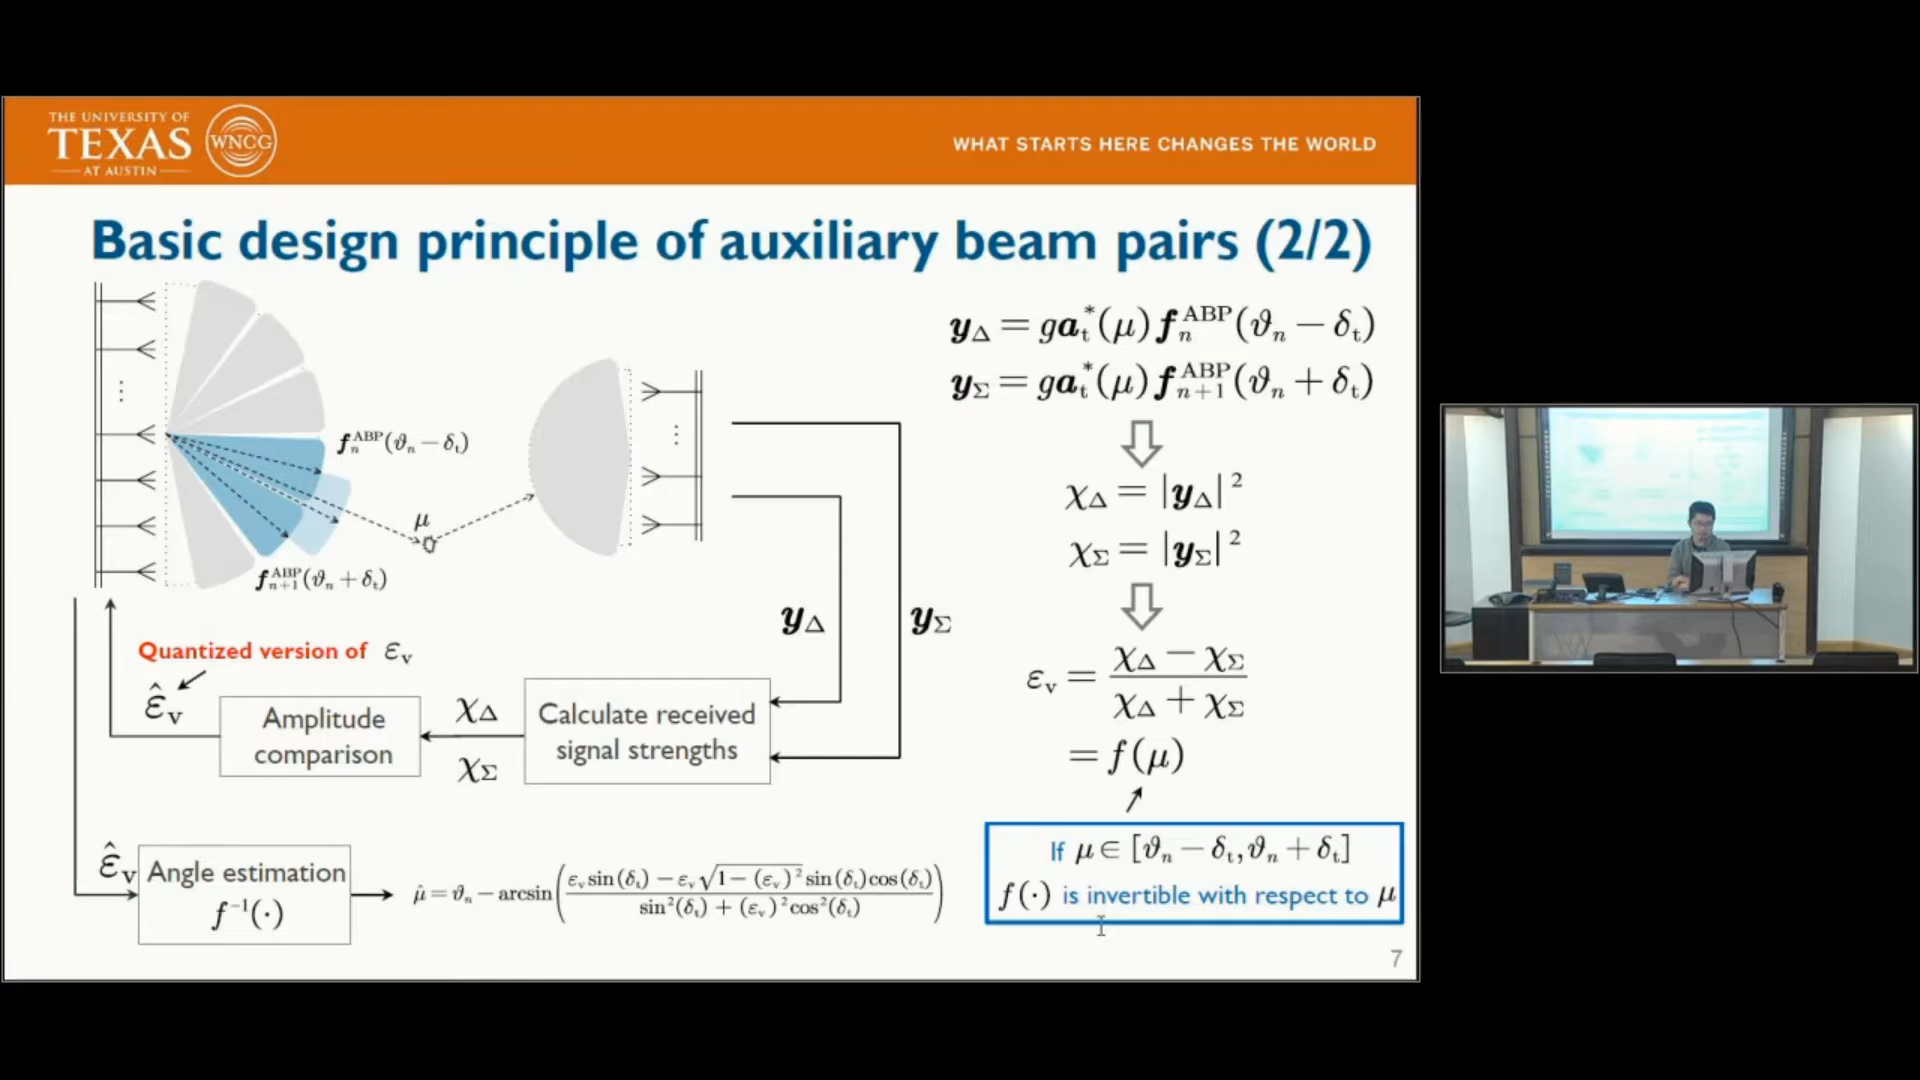 THE UNIVERSITY OF
TEXAS
AT AUSTIN
WNCG
WHAT STARTS HERE CHANGES THE WORLD
Basic design principle of auxiliary beam pairs (2/2)
𝒚_Δ = g𝒂_t^*(μ) 𝒇_n^ABP(ϑ_n − δ_t)
𝒚_Σ = g𝒂_t^*(μ) 𝒇_{n+1}^ABP(ϑ_n + δ_t)
χ_Δ = |𝒚_Δ|^2
χ_Σ = |𝒚_Σ|^2
ε_v = (χ_Δ − χ_Σ)/(χ_Δ + χ_Σ)
= f(μ)
If μ ∈ [ϑ_n − δ_t, ϑ_n + δ_t]
f(·) is invertible with respect to μ
𝒇_n^ABP(ϑ_n − δ_t)
μ
𝒇_{n+1}^ABP(ϑ_n + δ_t)
𝒚_Δ
𝒚_Σ
Quantized version of ε_v
ε̂_v
Amplitude
comparison
χ_Δ
χ_Σ
Calculate received
signal strengths
ε̂_v
Angle estimation
f^{-1}(·)
μ̂ = ϑ_n − arcsin((ε_v sin(δ_t) − ε_v √(1 − (ε_v)^2) sin(δ_t)cos(δ_t))/(sin^2(δ_t) + (ε_v)^2 cos^2(δ_t)))
7